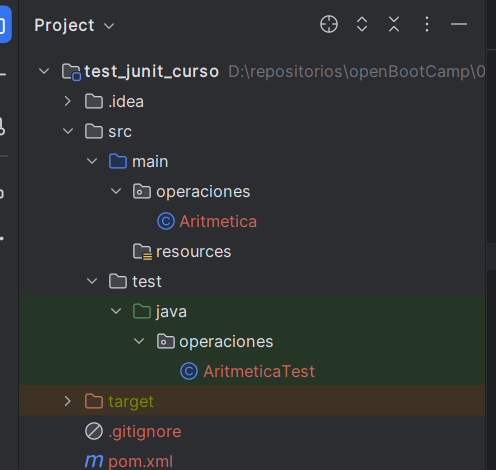 Project
test_junit_curso D:\repositorios\openBootCamp\0
.idea
src
main
operaciones
Aritmetica
resources
test
java
operaciones
AritmeticaTest
target
.gitignore
pom.xml